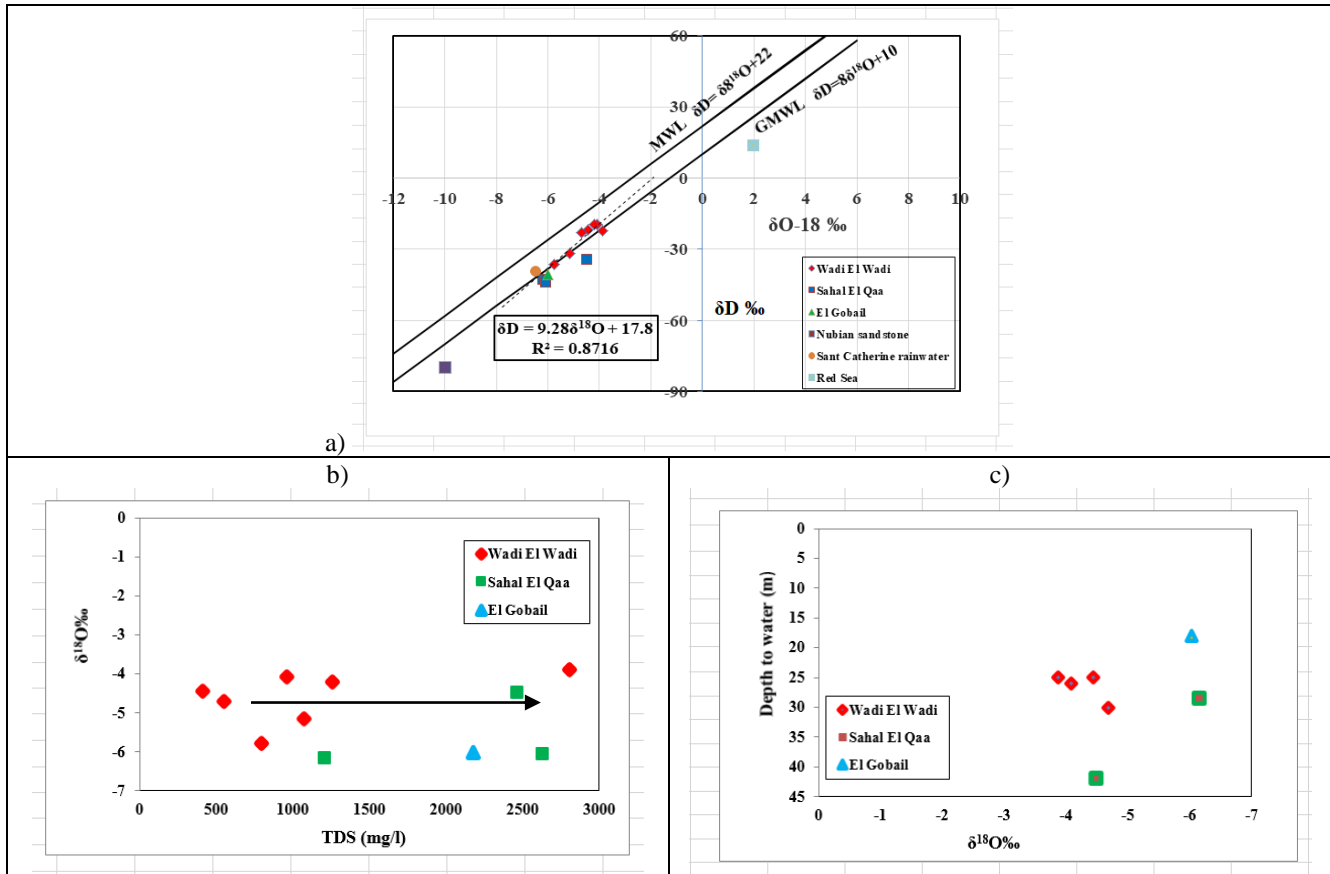 60
MWL δD= δ8¹⁸O+22
GMWL δD=8δ¹⁸O+10
30
0
-12 -10 -8 -6 -4 -2 0 2 4 6 8 10
δO-18 ‰
-30
Wadi El Wadi
Sahal El Qaa
El Gobail
Nubian sandstone
Sant Catherine rainwater
Red Sea
δD ‰
-60
δD = 9.28δ¹⁸O + 17.8
R² = 0.8716
-90
a)
b)
0
-1
-2
-3
-4
-5
-6
-7
δ¹⁸O‰
Wadi El Wadi
Sahal El Qaa
El Gobail
0 500 1000 1500 2000 2500 3000
TDS (mg/l)
c)
0
5
10
15
20
25
30
35
40
45
Depth to water (m)
Wadi El Wadi
Sahal El Qaa
El Gobail
0 -1 -2 -3 -4 -5 -6 -7
δ¹⁸O‰